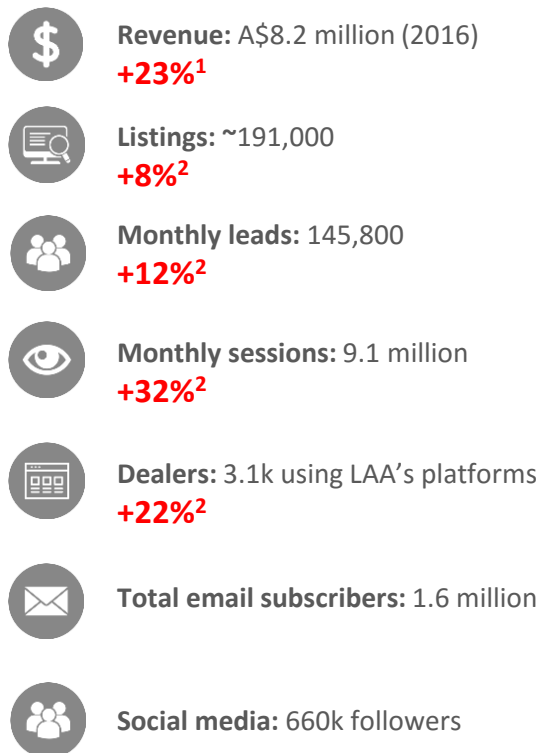 Revenue: A$8.2 million (2016)
+23%¹
Listings: ~191,000
+8%²
Monthly leads: 145,800
+12%²
Monthly sessions: 9.1 million
+32%²
Dealers: 3.1k using LAA’s platforms
+22%²
Total email subscribers: 1.6 million
Social media: 660k followers